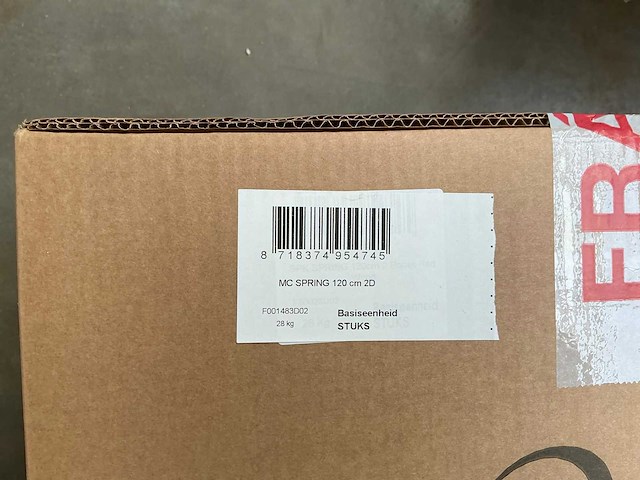 8 718374 954745
MC SPRING 120 cm 2D
F001483D02 Basiseenheid
28 kg STUKS